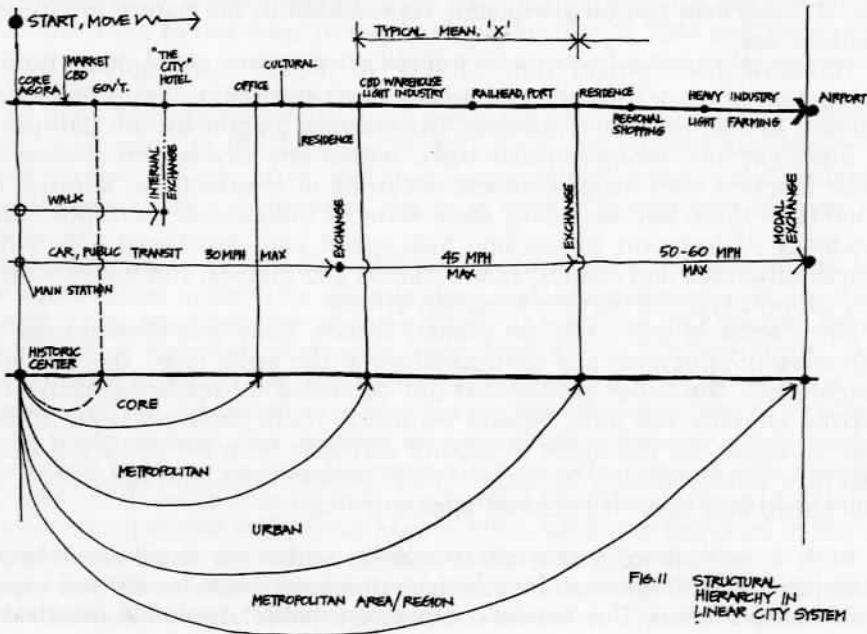 START, MOVE
TYPICAL MEAN, 'X'
MARKET
CBD
CORE
AGORA
GOV'T.
"THE
CITY"
HOTEL
OFFICE
CULTURAL
RESIDENCE
CBD WAREHOUSE
LIGHT INDUSTRY
RAILHEAD, PORT
RESIDENCE
REGIONAL
SHOPPING
HEAVY INDUSTRY
LIGHT FARMING
AIRPORT
WALK
INTERNAL
EXCHANGE
EXCHANGE
EXCHANGE
MODAL
EXCHANGE
CAR, PUBLIC TRANSIT 30 MPH MAX
45 MPH
MAX
50-60 MPH
MAX
MAIN STATION
HISTORIC
CENTER
CORE
METROPOLITAN
URBAN
METROPOLITAN AREA/REGION
FIG. 11
STRUCTURAL
HIERARCHY IN
LINEAR CITY SYSTEM